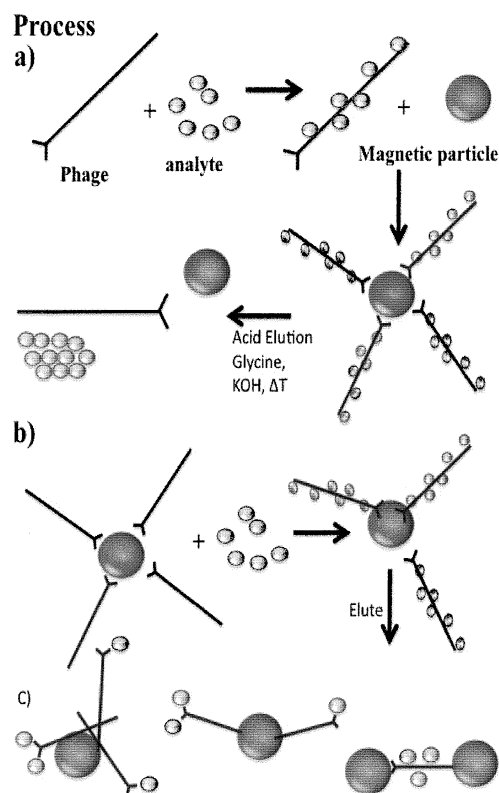 Process
a)
+
+
Phage
analyte
Magnetic particle
Acid Elution
Glycine,
KOH, ΔT
b)
+
Elute
C)